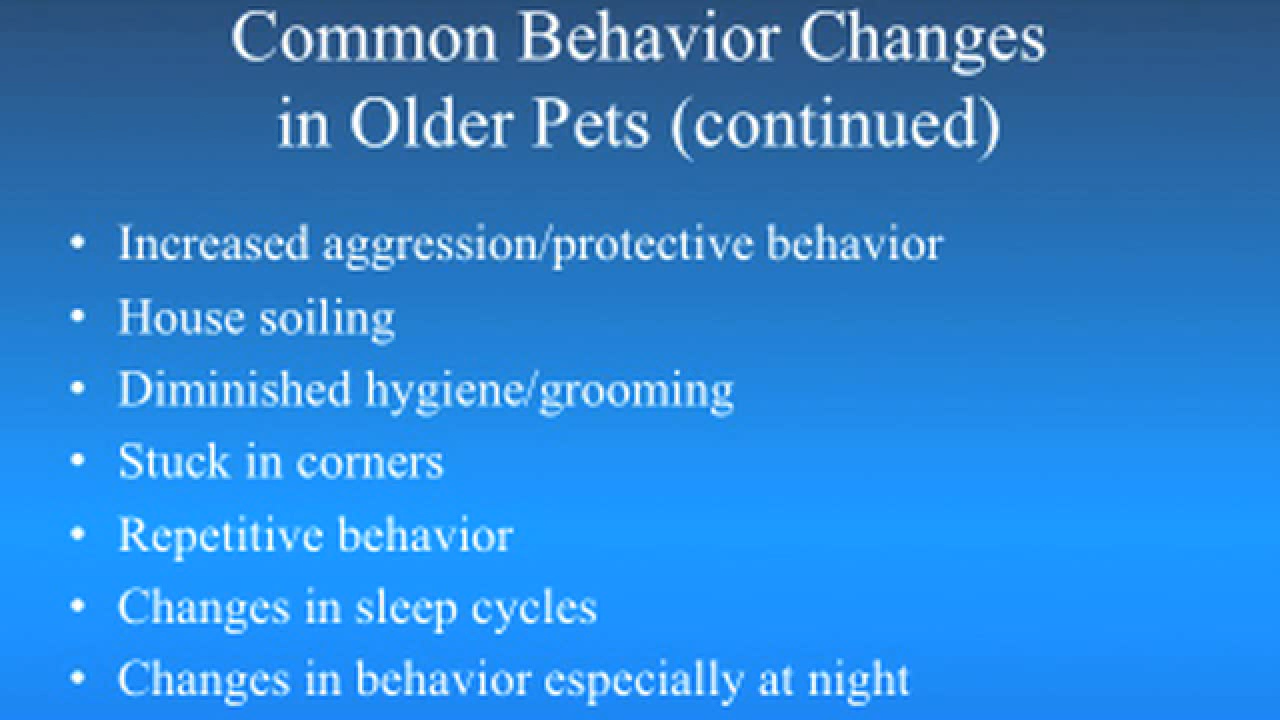 Common Behavior Changes
in Older Pets (continued)
• Increased aggression/protective behavior
• House soiling
• Diminished hygiene/grooming
• Stuck in corners
• Repetitive behavior
• Changes in sleep cycles
• Changes in behavior especially at night